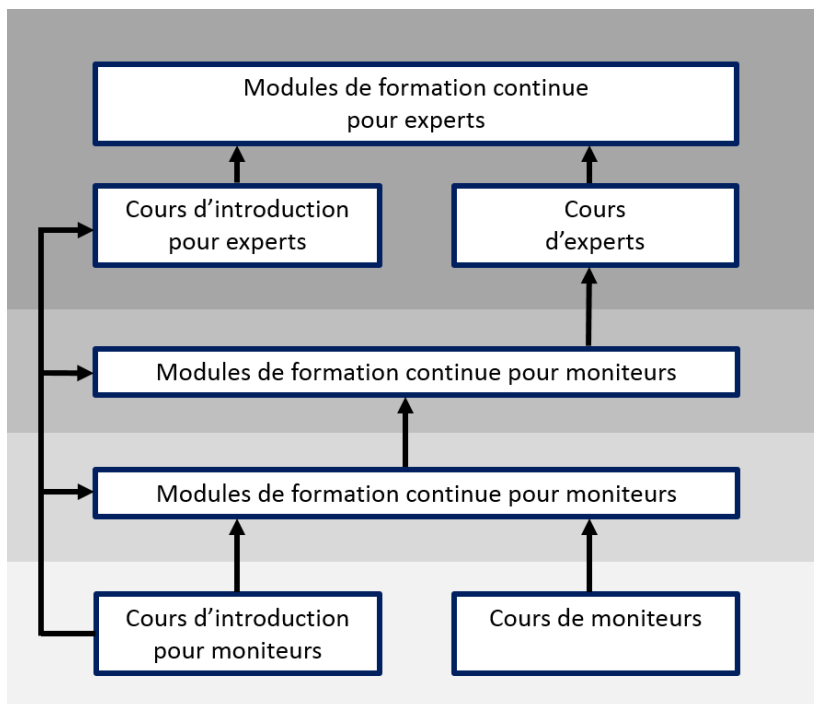 Modules de formation continue
pour experts
Cours d’introduction
pour experts
Cours
d’experts
Modules de formation continue pour moniteurs
Modules de formation continue pour moniteurs
Cours d’introduction
pour moniteurs
Cours de moniteurs